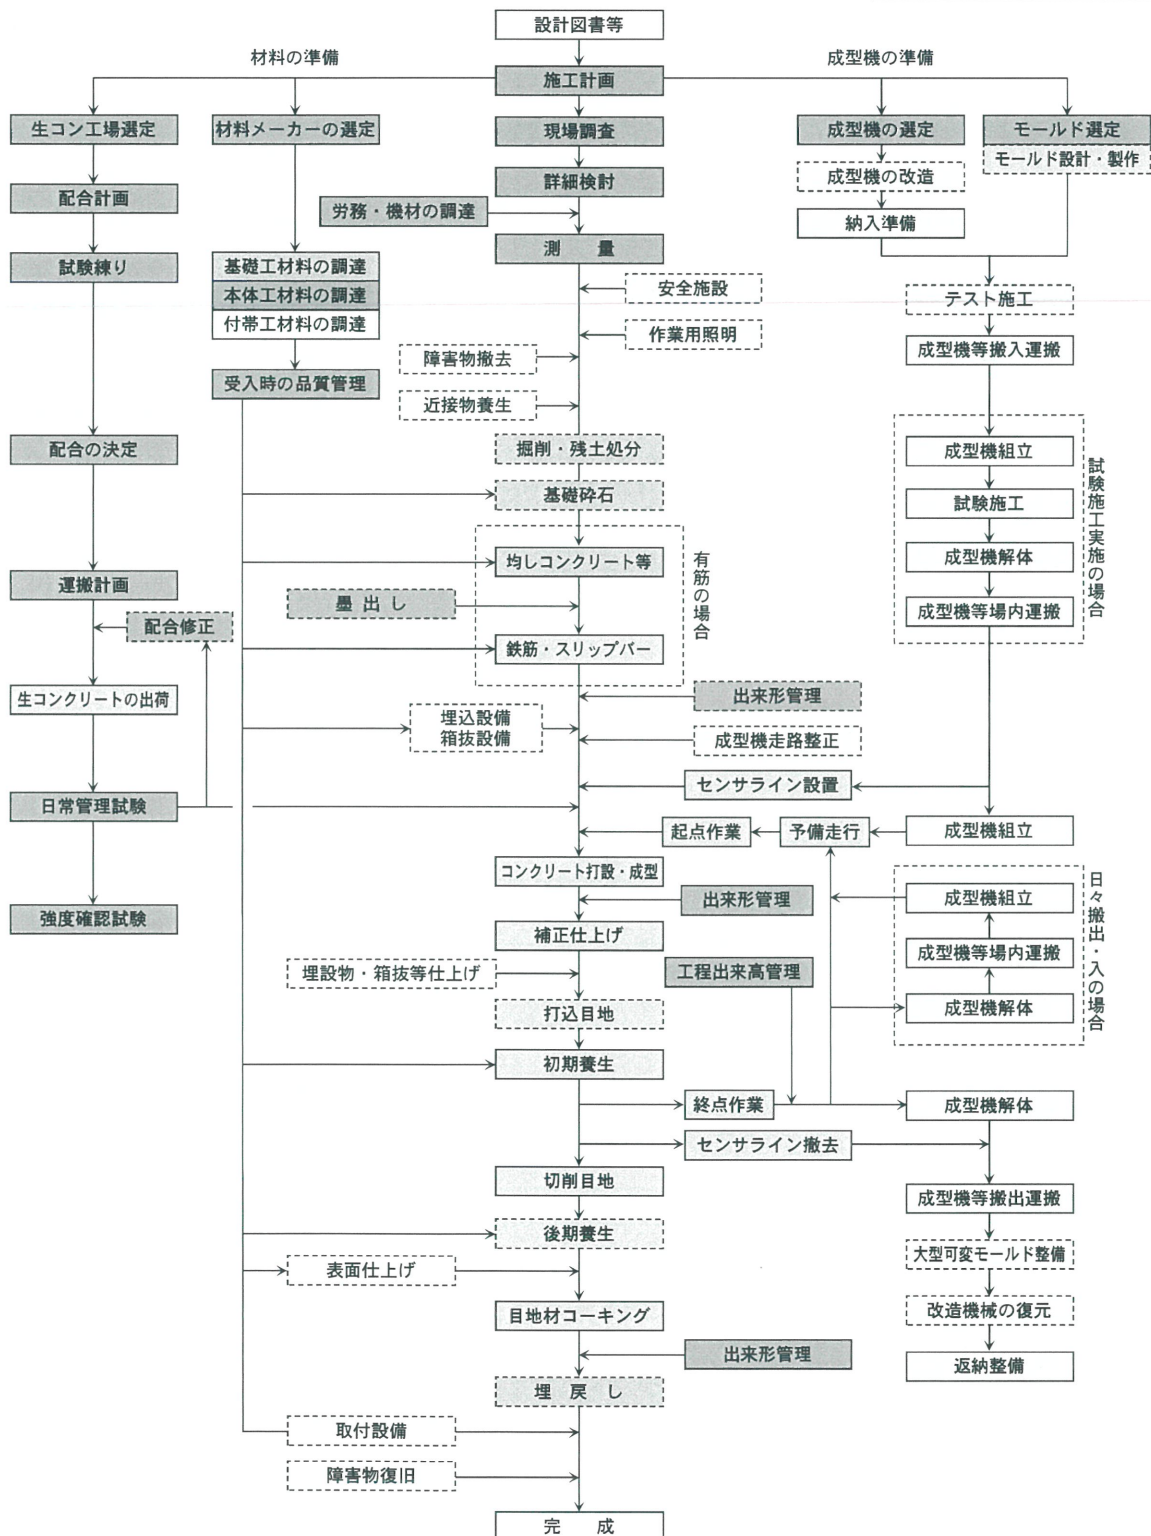 設計図書等
材料の準備
成型機の準備
施工計画
生コン工場選定
材料メーカーの選定
現場調査
成型機の選定
モールド選定
モールド設計・製作
配合計画
詳細検討
成型機の改造
労務・機材の調達
納入準備
試験練り
測　量
基礎工材料の調達
本体工材料の調達
付帯工材料の調達
安全施設
テスト施工
作業用照明
成型機等搬入運搬
障害物撤去
受入時の品質管理
近接物養生
配合の決定
掘削・残土処分
成型機組立
試験施工実施の場合
基礎砕石
試験施工
均しコンクリート等
有筋の場合
成型機解体
運搬計画
墨出し
成型機等場内運搬
配合修正
鉄筋・スリップバー
生コンクリートの出荷
出来形管理
埋込設備
箱抜設備
成型機走路整正
センサライン設置
日常管理試験
起点作業
予備走行
成型機組立
コンクリート打設・成型
出来形管理
成型機組立
日々搬出・入の場合
強度確認試験
補正仕上げ
成型機等場内運搬
埋設物・箱抜等仕上げ
工程出来高管理
打込目地
成型機解体
初期養生
終点作業
成型機解体
センサライン撤去
切削目地
成型機等搬出運搬
後期養生
大型可変モールド整備
表面仕上げ
目地材コーキング
改造機械の復元
出来形管理
返納整備
埋戻し
取付設備
障害物復旧
完　成